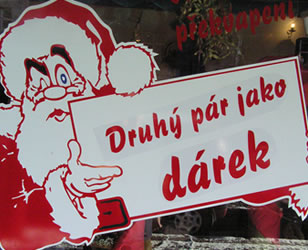 překvapení
Druhý pár jako
dárek